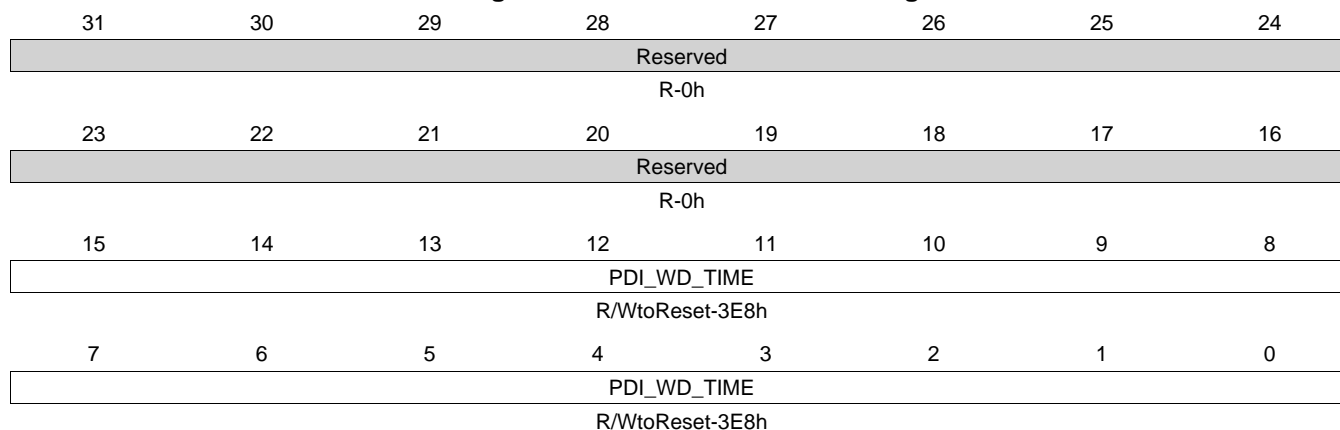 31 30 29 28 27 26 25 24
Reserved
R-0h
23 22 21 20 19 18 17 16
Reserved
R-0h
15 14 13 12 11 10 9 8
PDI_WD_TIME
R/WtoReset-3E8h
7 6 5 4 3 2 1 0
PDI_WD_TIME
R/WtoReset-3E8h